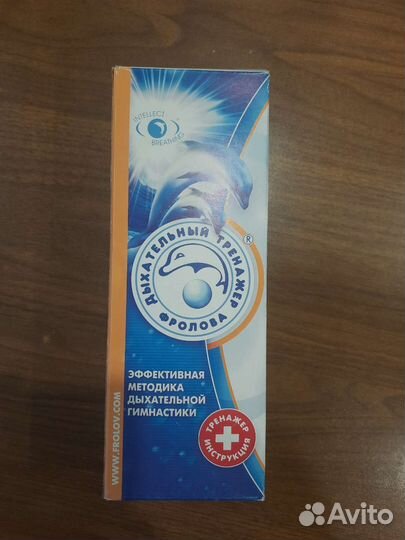 INTELLECT
BREATHING
ДЫХАТЕЛЬНЫЙ ТРЕНАЖЕР
®
ФРОЛОВА
ЭФФЕКТИВНАЯ
МЕТОДИКА
ДЫХАТЕЛЬНОЙ
ГИМНАСТИКИ
ТРЕНАЖЕР
ИНСТРУКЦИЯ
WWW.FROLOV.COM
Avito